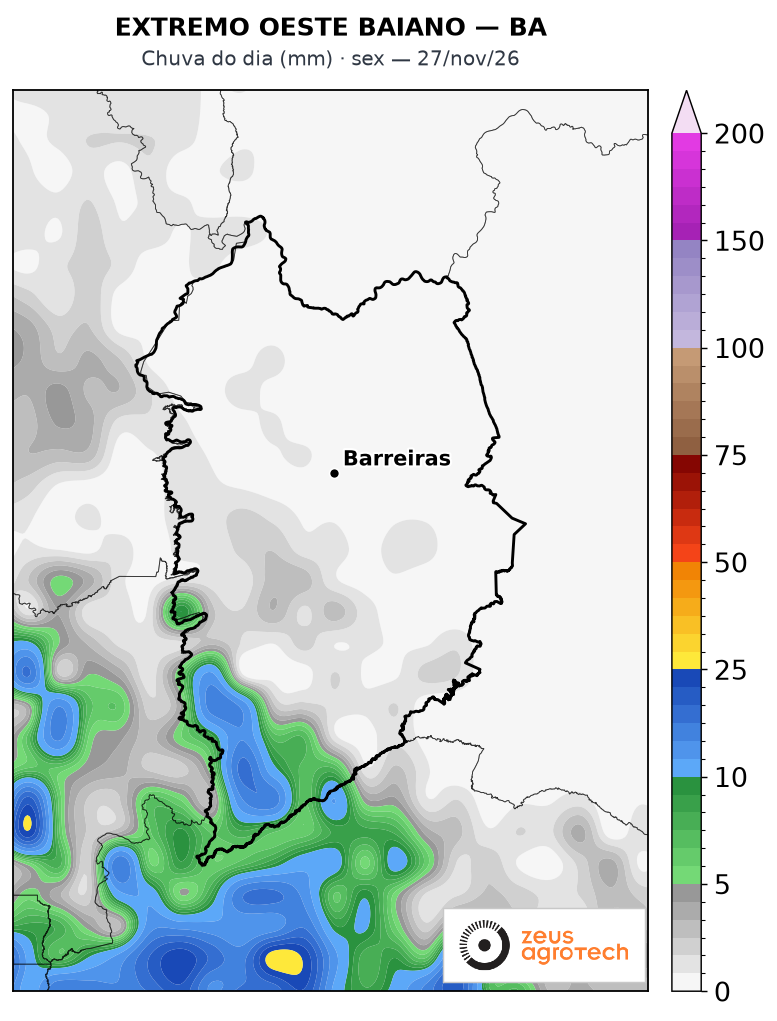 EXTREMO OESTE BAIANO — BA
Chuva do dia (mm) · sex — 27/nov/26
200
150
100
75
50
25
10
5
0
Barreiras
zeus
agrotech